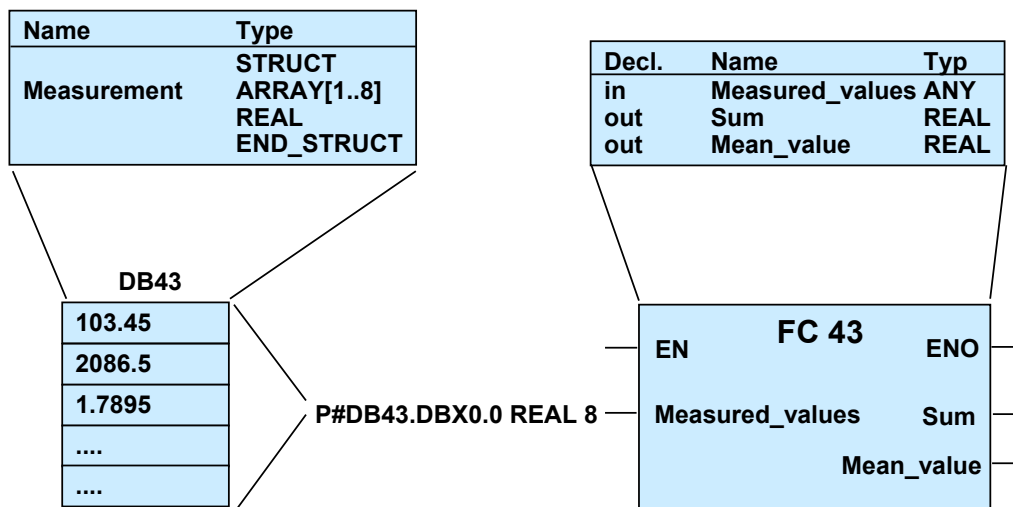 Name Type
STRUCT
Measurement ARRAY[1..8]
REAL
END_STRUCT
Decl. Name Typ
in Measured_values ANY
out Sum REAL
out Mean_value REAL
DB43
103.45
2086.5
1.7895
....
....
P#DB43.DBX0.0 REAL 8
FC 43
EN ENO
Measured_values Sum
Mean_value